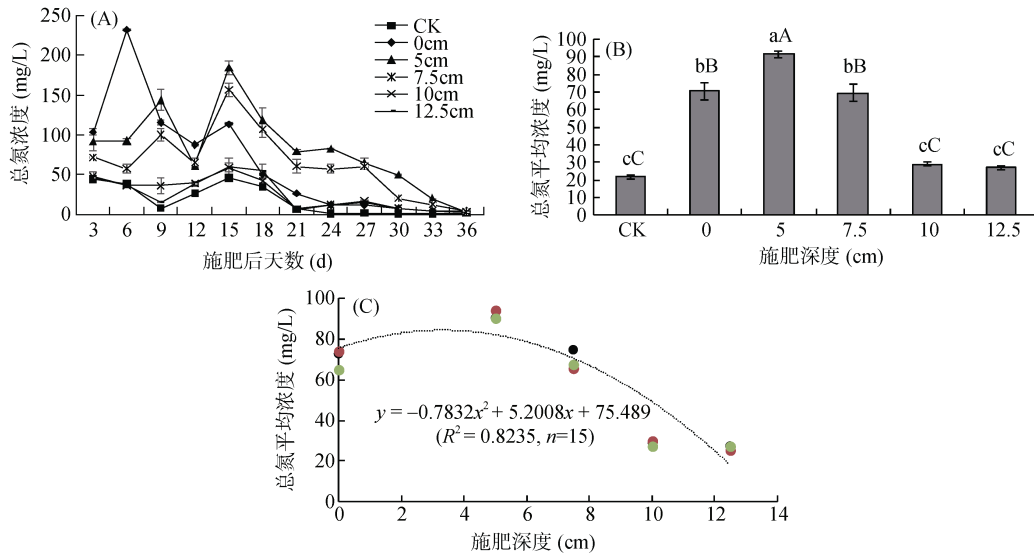 (A)
总氮浓度 (mg/L)
250
200
150
100
50
0
3 6 9 12 15 18 21 24 27 30 33 36
施肥后天数 (d)
CK
0cm
5cm
7.5cm
10cm
12.5cm
(B)
总氮平均浓度 (mg/L)
100
90
80
70
60
50
40
30
20
10
0
cC bB aA bB cC cC
CK 0 5 7.5 10 12.5
施肥深度 (cm)
(C)
总氮平均浓度 (mg/L)
100
80
60
40
20
0
y = –0.7832x² + 5.2008x + 75.489
(R² = 0.8235, n=15)
0 2 4 6 8 10 12 14
施肥深度 (cm)